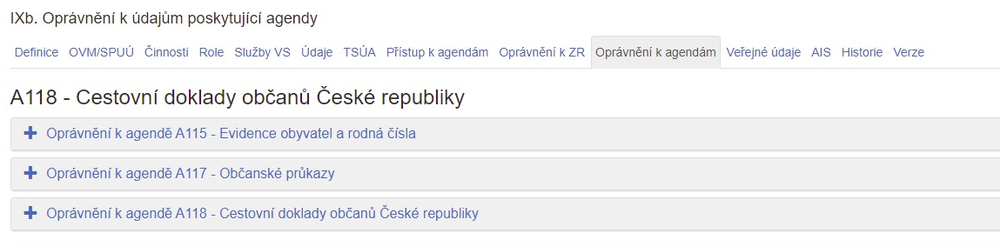 IXb. Oprávnění k údajům poskytující agendy
Definice OVM/SPUÚ Činnosti Role Služby VS Údaje TSÚA Přístup k agendám Oprávnění k ZR Oprávnění k agendám Veřejné údaje AIS Historie Verze
A118 - Cestovní doklady občanů České republiky
Oprávnění k agendě A115 - Evidence obyvatel a rodná čísla
Oprávnění k agendě A117 - Občanské průkazy
Oprávnění k agendě A118 - Cestovní doklady občanů České republiky